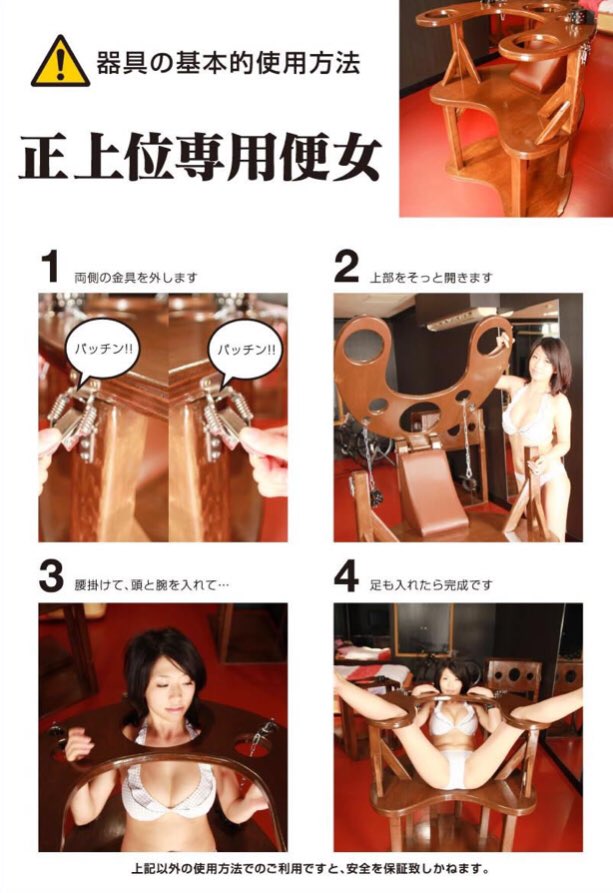 器具の基本的使用方法
正上位専用便女
1 両側の金具を外します
パッチン!!
パッチン!!
2 上部をそっと開きます
3 腰掛けて、頭と腕を入れて…
4 足も入れたら完成です
上記以外の使用方法でのご利用ですと、安全を保証致しかねます。